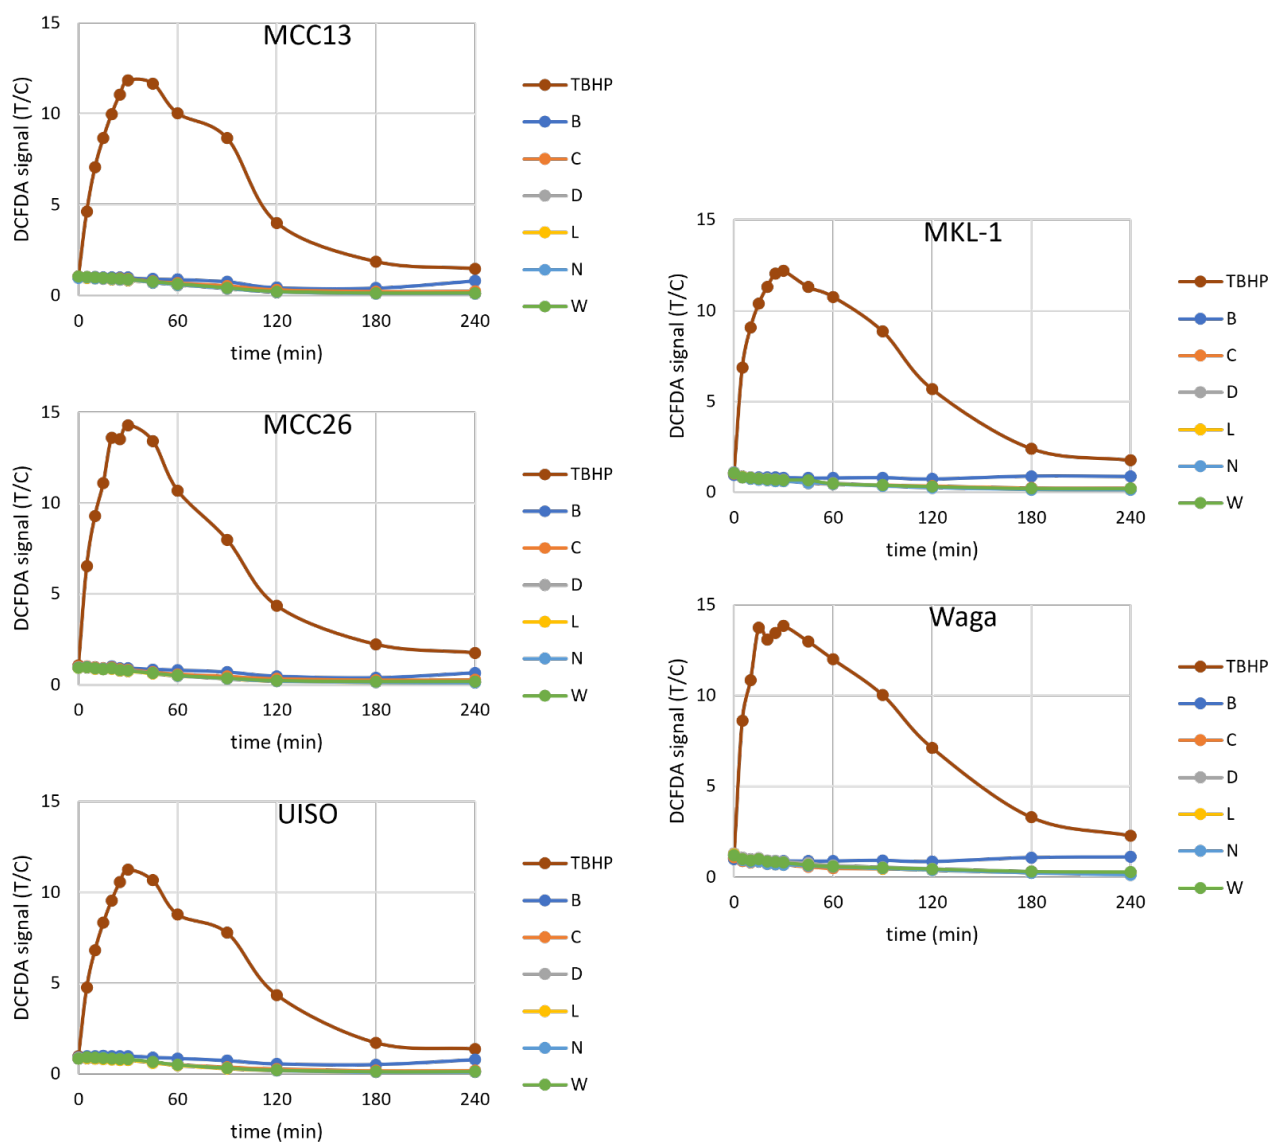 MCC13
DCFDA signal (T/C)
15
10
5
0
0 60 120 180 240
time (min)
TBHP
B
C
D
L
N
W
MCC26
DCFDA signal (T/C)
15
10
5
0
0 60 120 180 240
time (min)
TBHP
B
C
D
L
N
W
UISO
DCFDA signal (T/C)
15
10
5
0
0 60 120 180 240
time (min)
TBHP
B
C
D
L
N
W
MKL-1
DCFDA signal (T/C)
15
10
5
0
0 60 120 180 240
time (min)
TBHP
B
C
D
L
N
W
Waga
DCFDA signal (T/C)
15
10
5
0
0 60 120 180 240
time (min)
TBHP
B
C
D
L
N
W